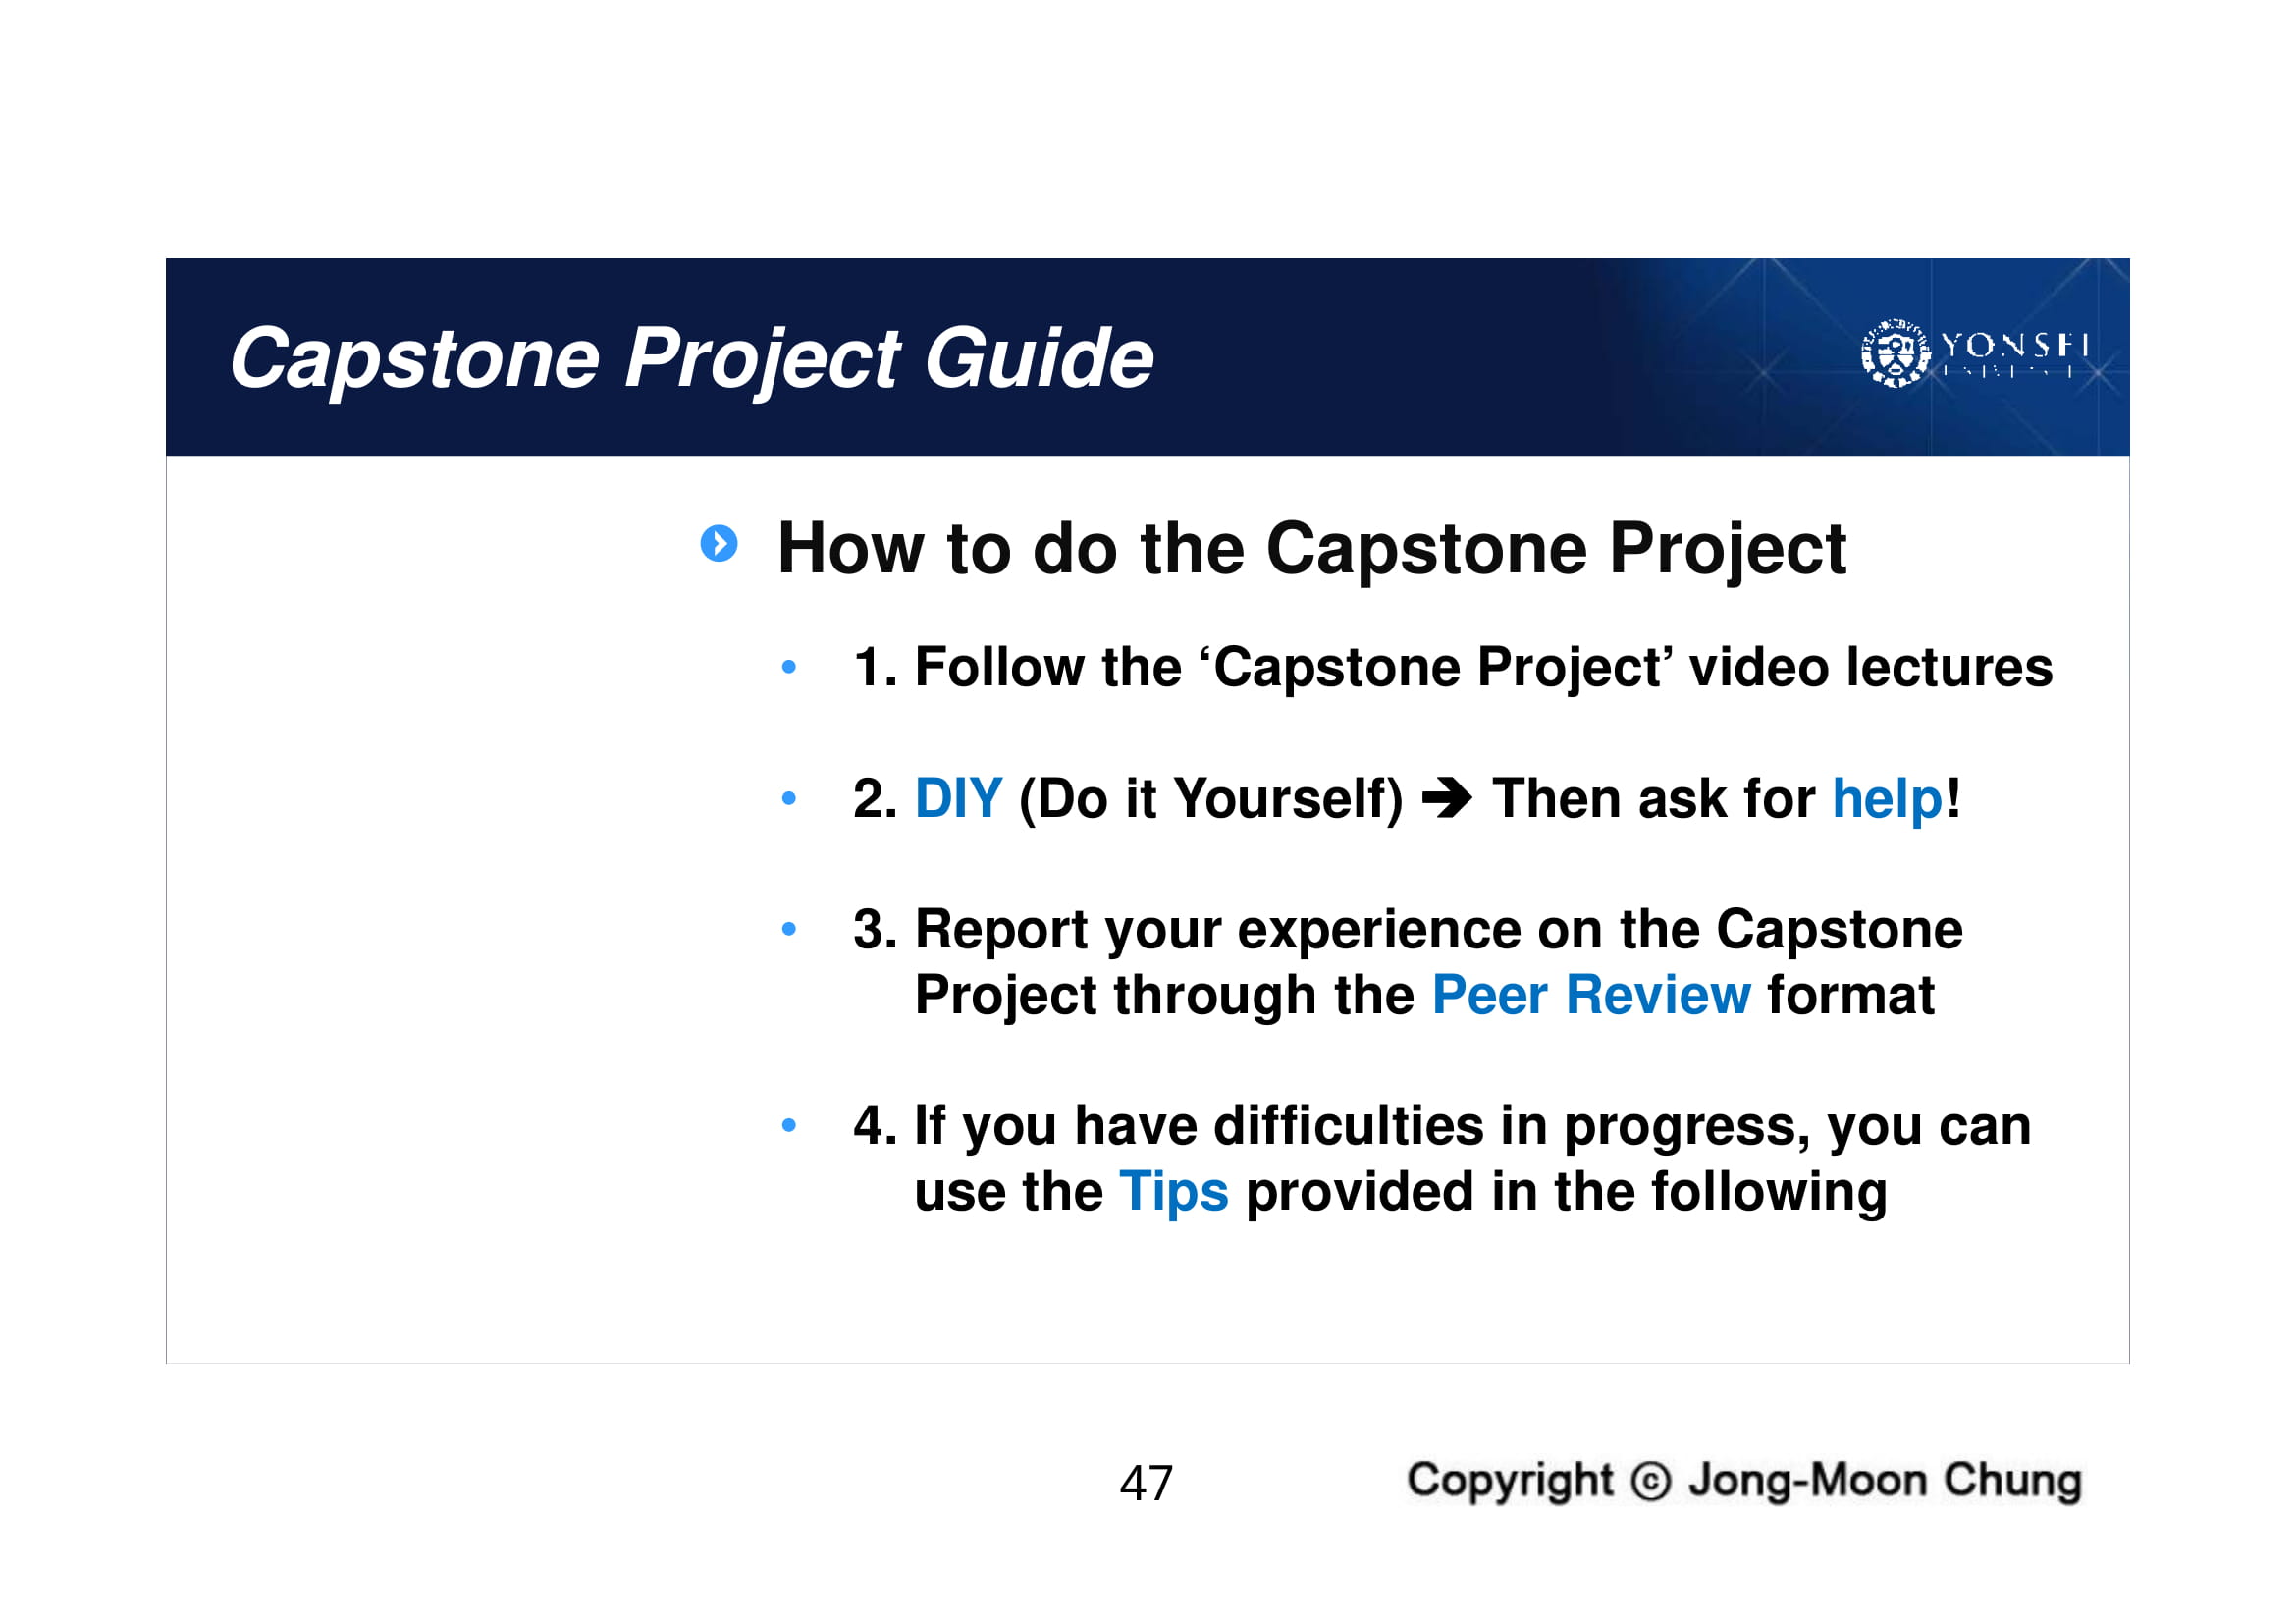 Capstone Project Guide
YONSEI
How to do the Capstone Project
• 1. Follow the ‘Capstone Project’ video lectures
• 2. DIY (Do it Yourself) ➔ Then ask for help!
• 3. Report your experience on the Capstone
Project through the Peer Review format
• 4. If you have difficulties in progress, you can
use the Tips provided in the following
47
Copyright ⓒ Jong-Moon Chung